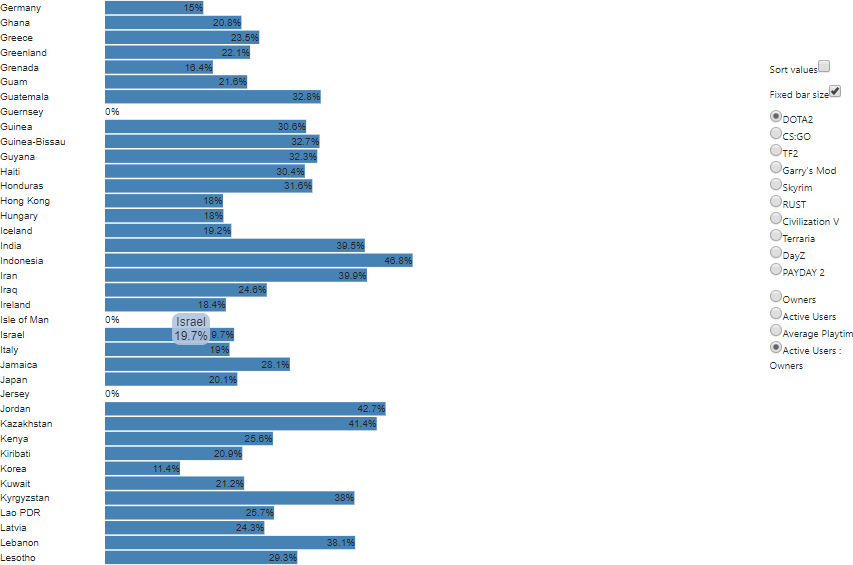 Germany 15%
Ghana 20.8%
Greece 23.5%
Greenland 22.1%
Grenada 16.4%
Guam 21.6%
Guatemala 32.8%
Guernsey 0%
Guinea 30.6%
Guinea-Bissau 32.7%
Guyana 32.3%
Haiti 30.4%
Honduras 31.6%
Hong Kong 18%
Hungary 18%
Iceland 19.2%
India 39.5%
Indonesia 46.8%
Iran 39.9%
Iraq 24.6%
Ireland 18.4%
Isle of Man 0%
Israel
19.7%
Israel 9.7%
Italy 19%
Jamaica 28.1%
Japan 20.1%
Jersey 0%
Jordan 42.7%
Kazakhstan 41.4%
Kenya 25.6%
Kiribati 20.9%
Korea 11.4%
Kuwait 21.2%
Kyrgyzstan 38%
Lao PDR 25.7%
Latvia 24.3%
Lebanon 38.1%
Lesotho 29.3%
Sort values
Fixed bar size
DOTA2
CS:GO
TF2
Garry's Mod
Skyrim
RUST
Civilization V
Terraria
DayZ
PAYDAY 2
Owners
Active Users
Average Playtim
Active Users :
Owners